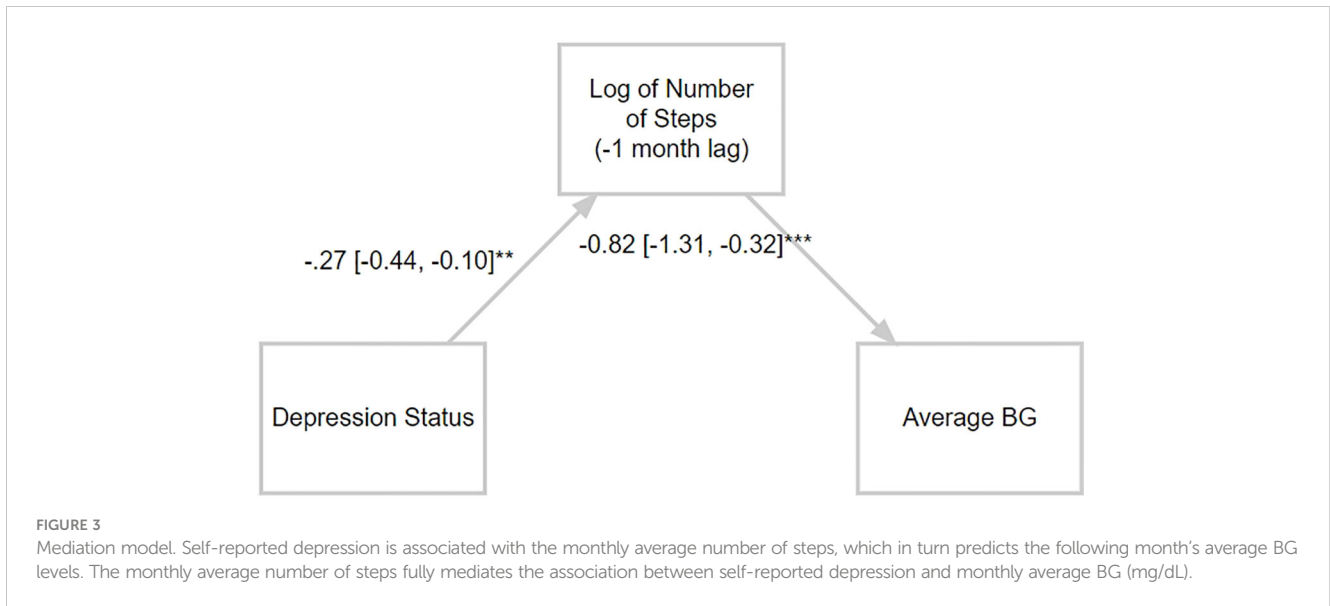 Log of Number
of Steps
(-1 month lag)
-.27 [-0.44, -0.10]**
-0.82 [-1.31, -0.32]***
Depression Status
Average BG
FIGURE 3
Mediation model. Self-reported depression is associated with the monthly average number of steps, which in turn predicts the following month’s average BG
levels. The monthly average number of steps fully mediates the association between self-reported depression and monthly average BG (mg/dL).